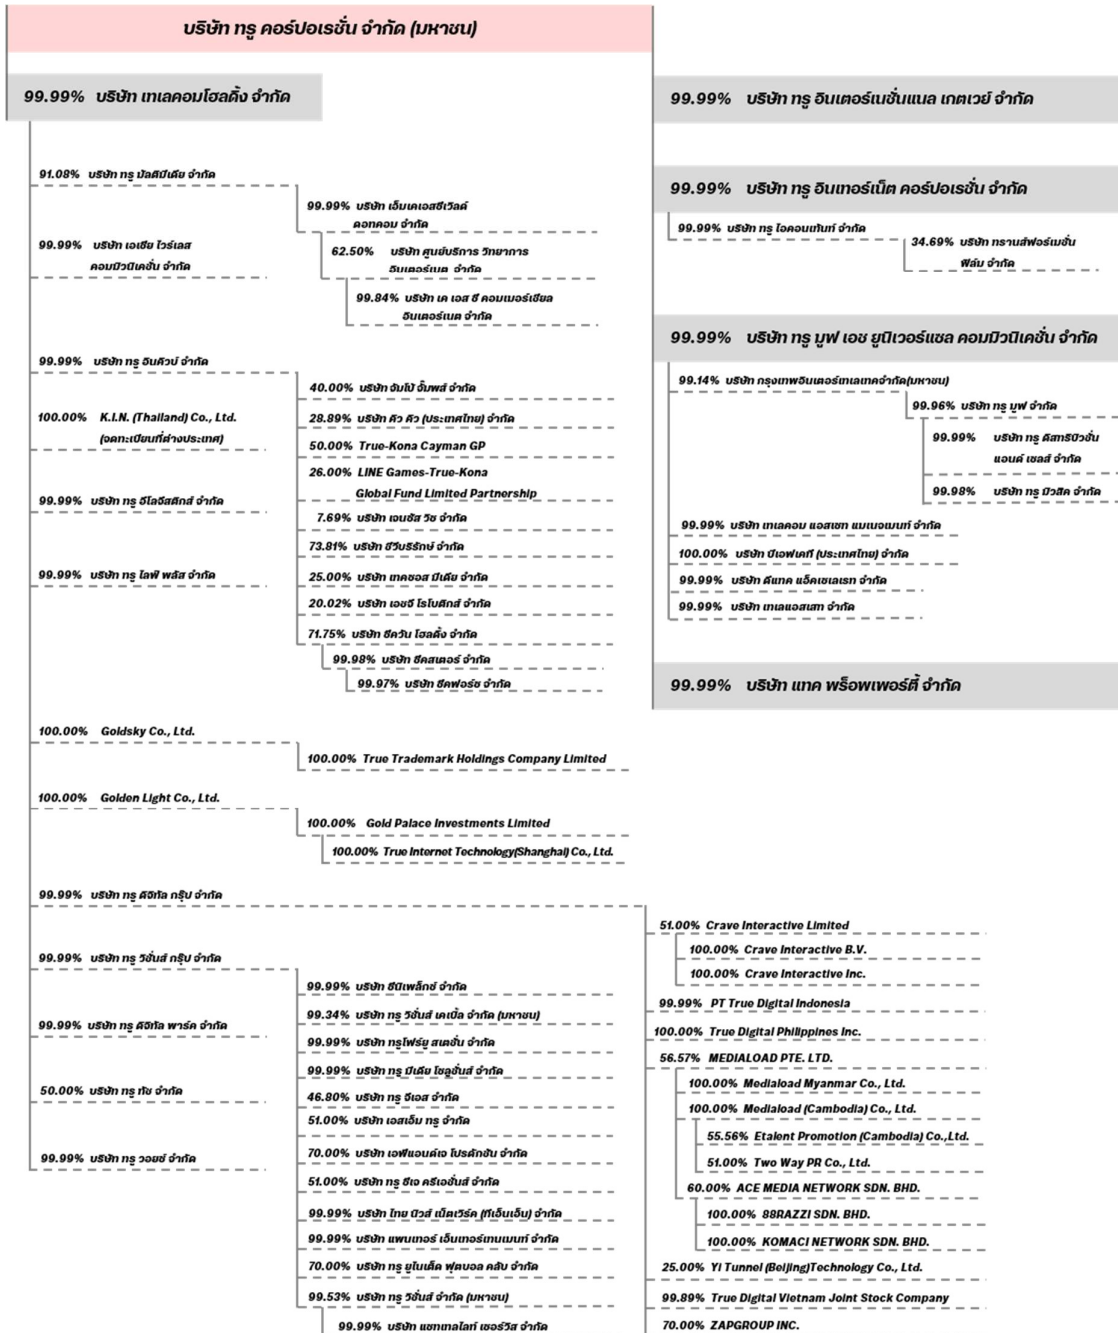 บริษัท ทรู คอร์ปอเรชั่น จำกัด (มหาชน)
99.99% บริษัท เทเลคอมโฮลดิ้ง จำกัด
91.08% บริษัท ทรู มัลติมีเดีย จำกัด
99.99% บริษัท เอ็มเคเอสซีเวิลด์
ดอทคอม จำกัด
62.50% บริษัท ศูนย์บริการ วิทยาการ
อินเตอร์เนต จำกัด
99.84% บริษัท เค เอส ซี คอมเมอร์เชียล
อินเตอร์เนต จำกัด
99.99% บริษัท เอเซีย ไวร์เลส
คอมมิวนิเคชั่น จำกัด
99.99% บริษัท ทรู อินคิวบ์ จำกัด
40.00% บริษัท จัมโบ้ จั้มพส์ จำกัด
28.89% บริษัท คิว คิว (ประเทศไทย) จำกัด
50.00% True-Kona Cayman GP
26.00% LINE Games-True-Kona
Global Fund Limited Partnership
7.69% บริษัท เจนซัส วิช จำกัด
73.81% บริษัท ชีวีบริรักษ์ จำกัด
25.00% บริษัท เทคซอส มีเดีย จำกัด
20.02% บริษัท เอชจี โรโบติกส์ จำกัด
71.75% บริษัท ซีควัน โฮลดิ้ง จำกัด
99.98% บริษัท ซีคสเตอร์ จำกัด
99.97% บริษัท ซีคฟอร์ซ จำกัด
100.00% K.I.N. (Thailand) Co., Ltd.
(จดทะเบียนที่ต่างประเทศ)
99.99% บริษัท ทรู อีโลจีสติกส์ จำกัด
99.99% บริษัท ทรู ไลฟ์ พลัส จำกัด
100.00% Goldsky Co., Ltd.
100.00% True Trademark Holdings Company Limited
100.00% Golden Light Co., Ltd.
100.00% Gold Palace Investments Limited
100.00% True Internet Technology(Shanghai) Co., Ltd.
99.99% บริษัท ทรู ดิจิทัล กรุ๊ป จำกัด
51.00% Crave Interactive Limited
100.00% Crave Interactive B.V.
100.00% Crave Interactive Inc.
99.99% PT True Digital Indonesia
100.00% True Digital Philippines Inc.
56.57% MEDIALOAD PTE. LTD.
100.00% Mediaload Myanmar Co., Ltd.
100.00% Mediaload (Cambodia) Co., Ltd.
55.56% Etalent Promotion (Cambodia) Co.,Ltd.
51.00% Two Way PR Co., Ltd.
60.00% ACE MEDIA NETWORK SDN. BHD.
100.00% 88RAZZI SDN. BHD.
100.00% KOMACI NETWORK SDN. BHD.
25.00% Yi Tunnel (Beijing)Technology Co., Ltd.
99.89% True Digital Vietnam Joint Stock Company
70.00% ZAPGROUP INC.
99.99% บริษัท ทรู วิชั่นส์ กรุ๊ป จำกัด
99.99% บริษัท ซีนิเพล็กซ์ จำกัด
99.34% บริษัท ทรู วิชั่นส์ เคเบิ้ล จำกัด (มหาชน)
99.99% บริษัท ทรูโฟร์ยู สเตชั่น จำกัด
99.99% บริษัท ทรู มีเดีย โซลูชั่นส์ จำกัด
46.80% บริษัท ทรู จีเอส จำกัด
51.00% บริษัท เอสเอ็ม ทรู จำกัด
70.00% บริษัท เอฟีแอนด์เจ โปรดักชัน จำกัด
51.00% บริษัท ทรู ซีเจ ครีเอชั่นส์ จำกัด
99.99% บริษัท ไทย นิวส์ เน็ตเวิร์ค (ทีเอ็นเอ็น) จำกัด
99.99% บริษัท แพนเทอร์ เอ็นเทอร์เทนเมนท์ จำกัด
70.00% บริษัท ทรู ยูไนเต็ด ฟุตบอล คลับ จำกัด
99.53% บริษัท ทรู วิชั่นส์ จำกัด (มหาชน)
99.99% บริษัท แซทเทลไลท์ เซอร์วิส จำกัด
99.99% บริษัท ทรู ดิจิทัล พาร์ค จำกัด
50.00% บริษัท ทรู ทัช จำกัด
99.99% บริษัท ทรู วอยซ์ จำกัด
99.99% บริษัท ทรู อินเตอร์เนชั่นแนล เกตเวย์ จำกัด
99.99% บริษัท ทรู อินเทอร์เน็ต คอร์ปอเรชั่น จำกัด
99.99% บริษัท ทรู ไอคอนเท้นท์ จำกัด
34.69% บริษัท ทรานส์ฟอร์เมชั่น
ฟิล์ม จำกัด
99.99% บริษัท ทรู มูฟ เอช ยูนิเวอร์แซล คอมมิวนิเคชั่น จำกัด
99.14% บริษัท กรุงเทพอินเตอร์เทเลเทคจำกัด(มหาชน)
99.96% บริษัท ทรู มูฟ จำกัด
99.99% บริษัท ทรู ดิสทริบิวชั่น
แอนด์ เซลส์ จำกัด
99.98% บริษัท ทรู มิวสิค จำกัด
99.99% บริษัท เทเลคอม แอสเซท แมเนจเมนท์ จำกัด
100.00% บริษัท บีเอฟเคที (ประเทศไทย) จำกัด
99.99% บริษัท ดีแทค แอ็คเซเลเรท จำกัด
99.99% บริษัท เทเลแอสเสท จำกัด
99.99% บริษัท แทค พร็อพเพอร์ตี้ จำกัด